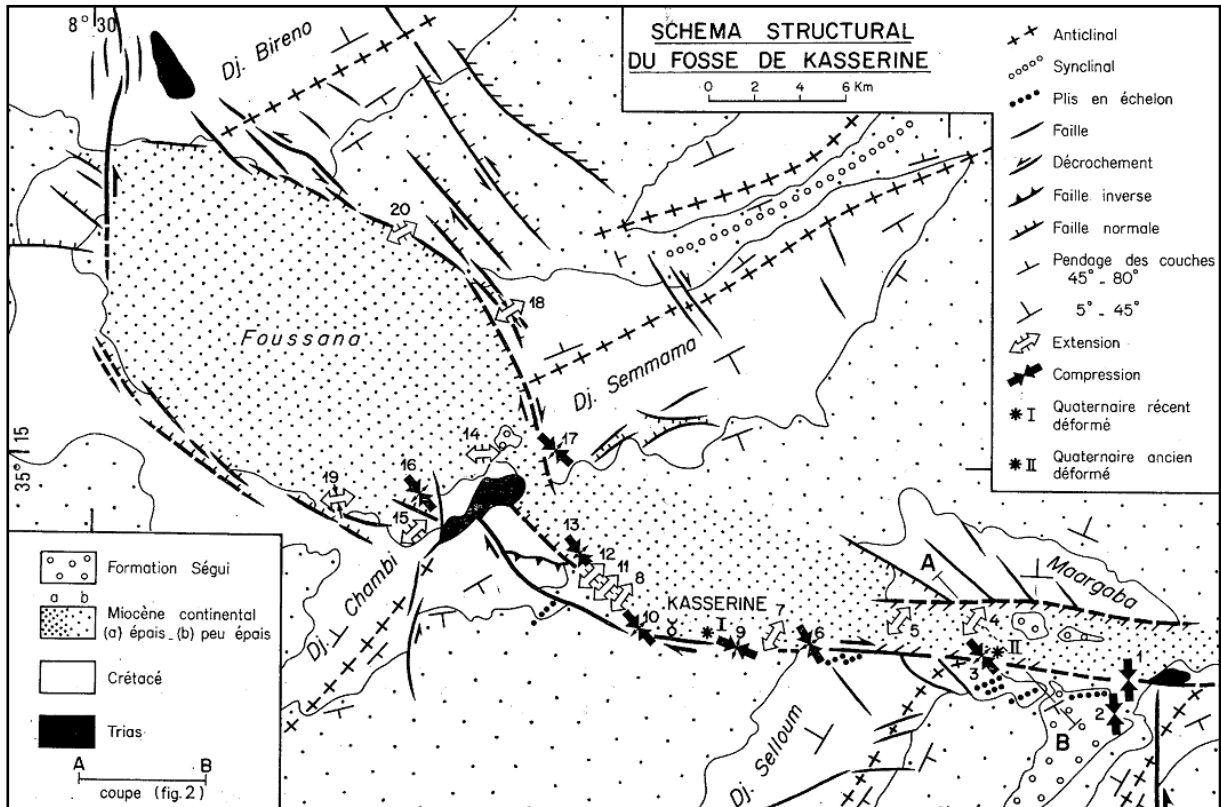 8° 30
Dj. Bireno
SCHEMA STRUCTURAL
DU FOSSE DE KASSERINE
0 2 4 6 Km
Anticlinal
Synclinal
Plis en échelon
Faille
Décrochement
Faille inverse
Faille normale
Pendage des couches
45° - 80°
5° - 45°
Extension
Compression
I Quaternaire récent
déformé
II Quaternaire ancien
déformé
20
18
Foussana
Dj. Semmama
35° 15
14
17
16
19
15
13
12
11
8
10
Dj. Chambi
KASSERINE
I
9
7
6
A
Maargaba
5
4
II
3
1
2
B
Dj. Selloum
Formation Ségui
a b
Miocène continental
(a) épais _ (b) peu épais
Crétacé
Trias
A B
coupe (fig. 2)